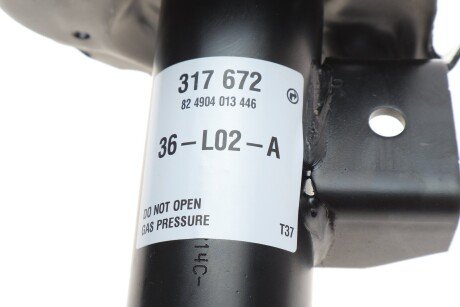 317 672
82 4904 013 446
36-L02-A
DO NOT OPEN
GAS PRESSURE
T37